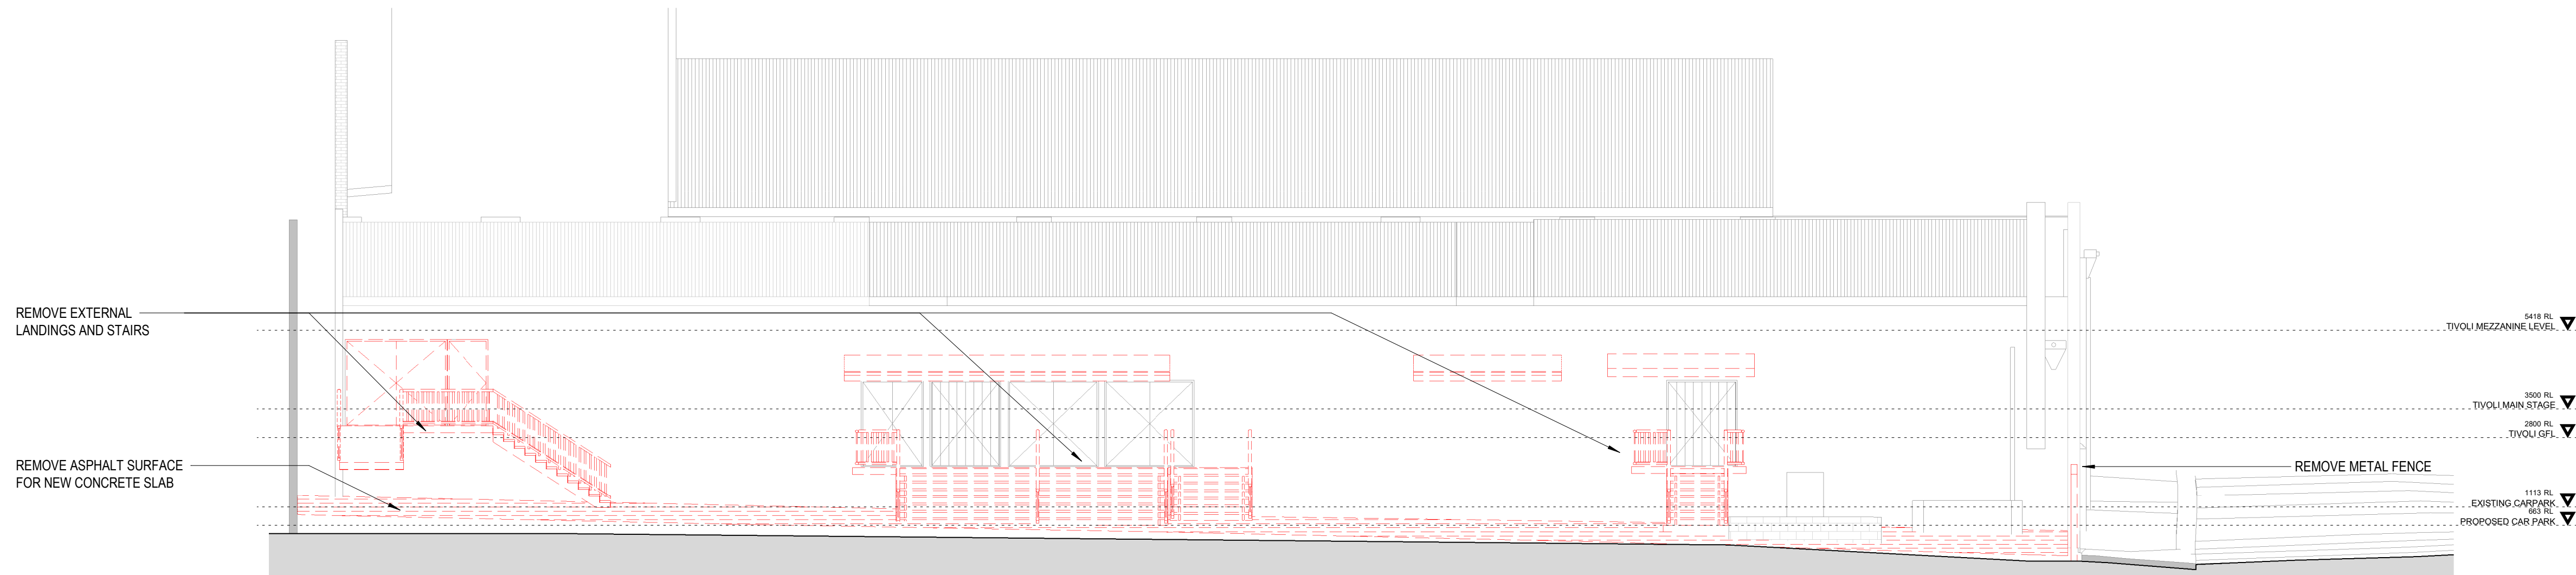 REMOVE EXTERNAL
LANDINGS AND STAIRS
REMOVE ASPHALT SURFACE
FOR NEW CONCRETE SLAB
5418 RL
TIVOLI MEZZANINE LEVEL
3500 RL
TIVOLI MAIN STAGE
2800 RL
TIVOLI GFL
REMOVE METAL FENCE
1113 RL
EXISTING CARPARK
663 RL
PROPOSED CAR PARK